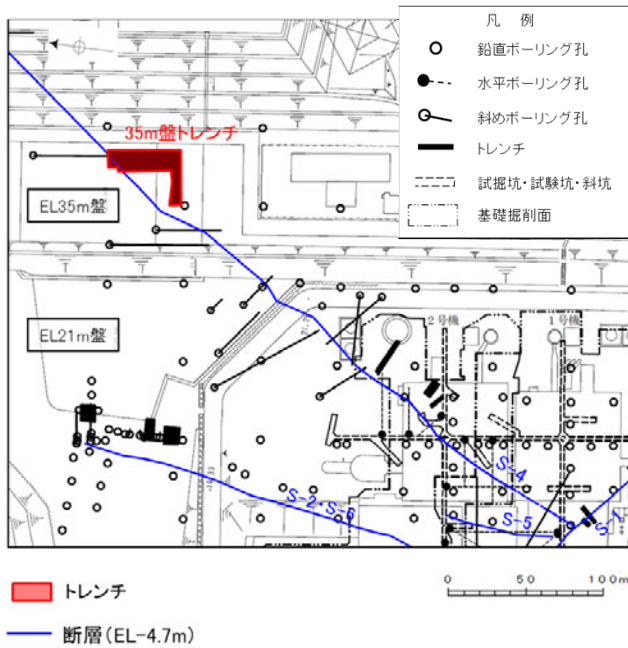 凡 例
鉛直ボーリング孔
水平ボーリング孔
斜めボーリング孔
トレンチ
試掘坑・試験坑・斜坑
基礎掘削面
35m盤トレンチ
EL35m盤
EL21m盤
2号機
1号機
S-4
S-2・S-6
S-5
S-1
トレンチ
0 50 100m
断層(EL-4.7m)